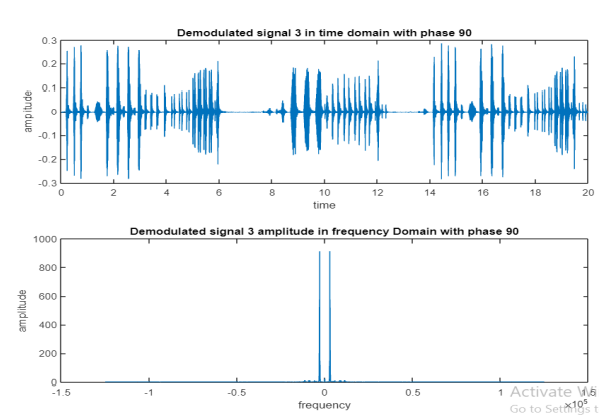 Demodulated signal 3 in time domain with phase 90
0.3
0.2
0.1
0
-0.1
-0.2
-0.3
amplitude
0 2 4 6 8 10 12 14 16 18 20
time
Demodulated signal 3 amplitude in frequency Domain with phase 90
1000
800
600
400
200
0
amplitude
-1.5 -1 -0.5 0 0.5 1 1.5
×10⁵
frequency
Activate Wi
Go to Settings t